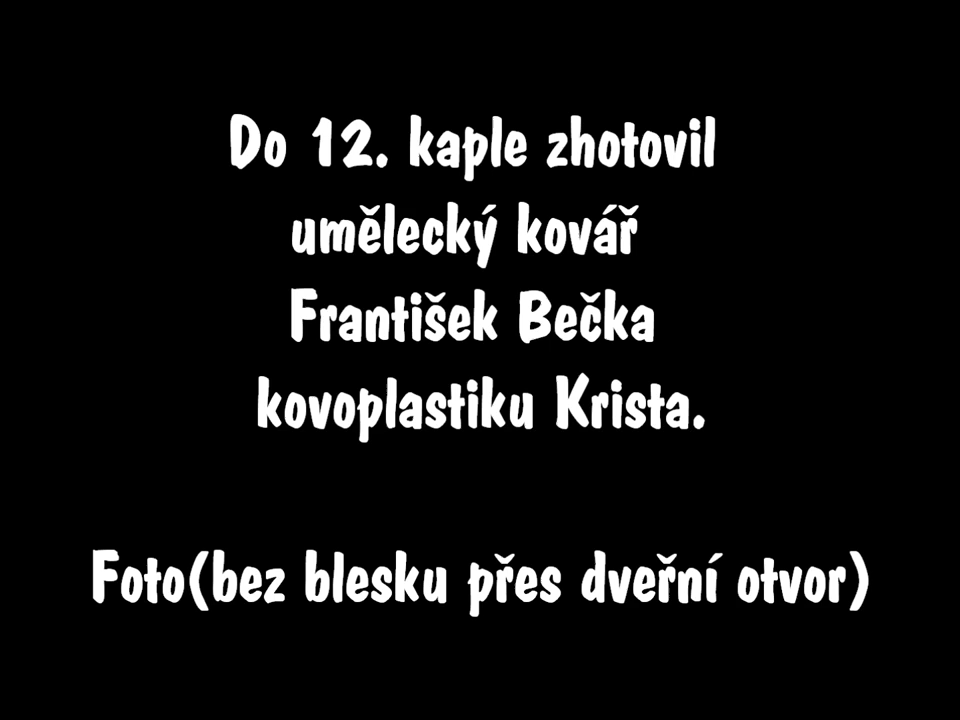 Do 12. kaple zhotovil
umělecký kovář
František Bečka
kovoplastiku Krista.
Foto(bez blesku přes dveřní otvor)